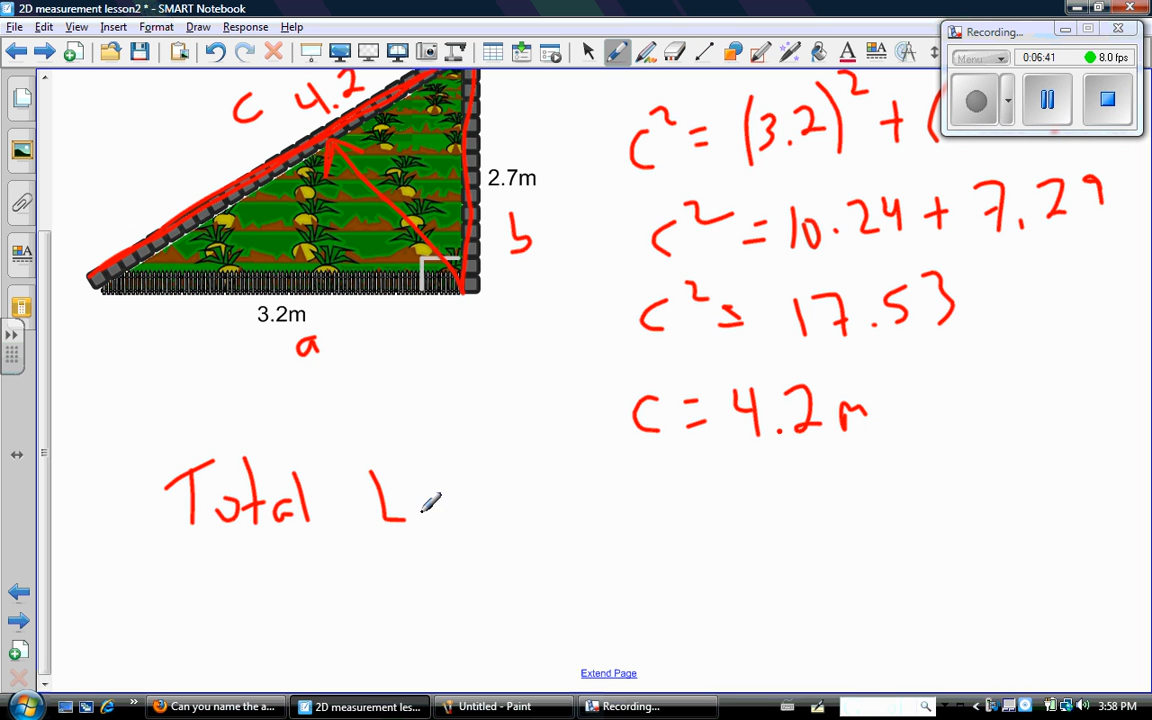 2D measurement lesson2 * - SMART Notebook
File Edit View Insert Format Draw Response Help
Recording...
Menu
0:06:41
8.0 fps
c 4.2
2.7m
b
3.2m
a
c² = (3.2)² + (
c² = 10.24 + 7.29
c² = 17.53
c = 4.2 m
Total L
Extend Page
Can you name the a...
2D measurement les...
Untitled - Paint
Recording...
3:58 PM